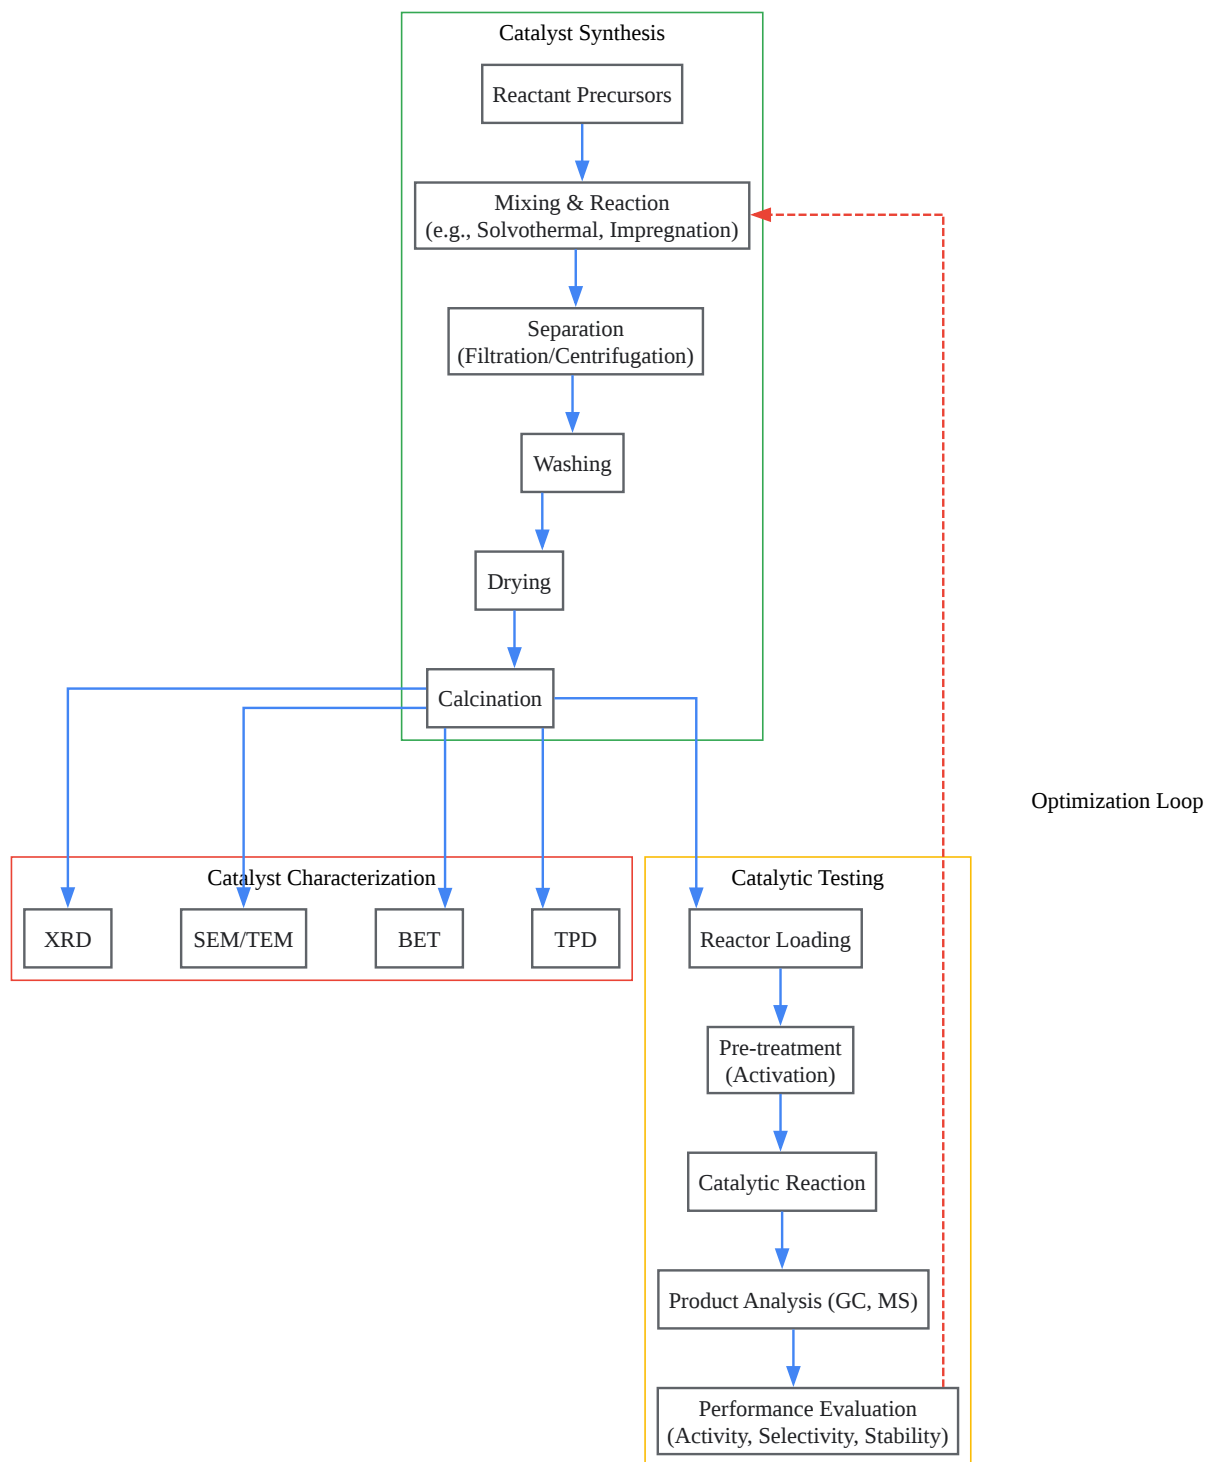 Catalyst Synthesis
Reactant Precursors
Mixing & Reaction
(e.g., Solvothermal, Impregnation)
Separation
(Filtration/Centrifugation)
Washing
Drying
Calcination
Optimization Loop
Catalyst Characterization
XRD
SEM/TEM
BET
TPD
Catalytic Testing
Reactor Loading
Pre-treatment
(Activation)
Catalytic Reaction
Product Analysis (GC, MS)
Performance Evaluation
(Activity, Selectivity, Stability)